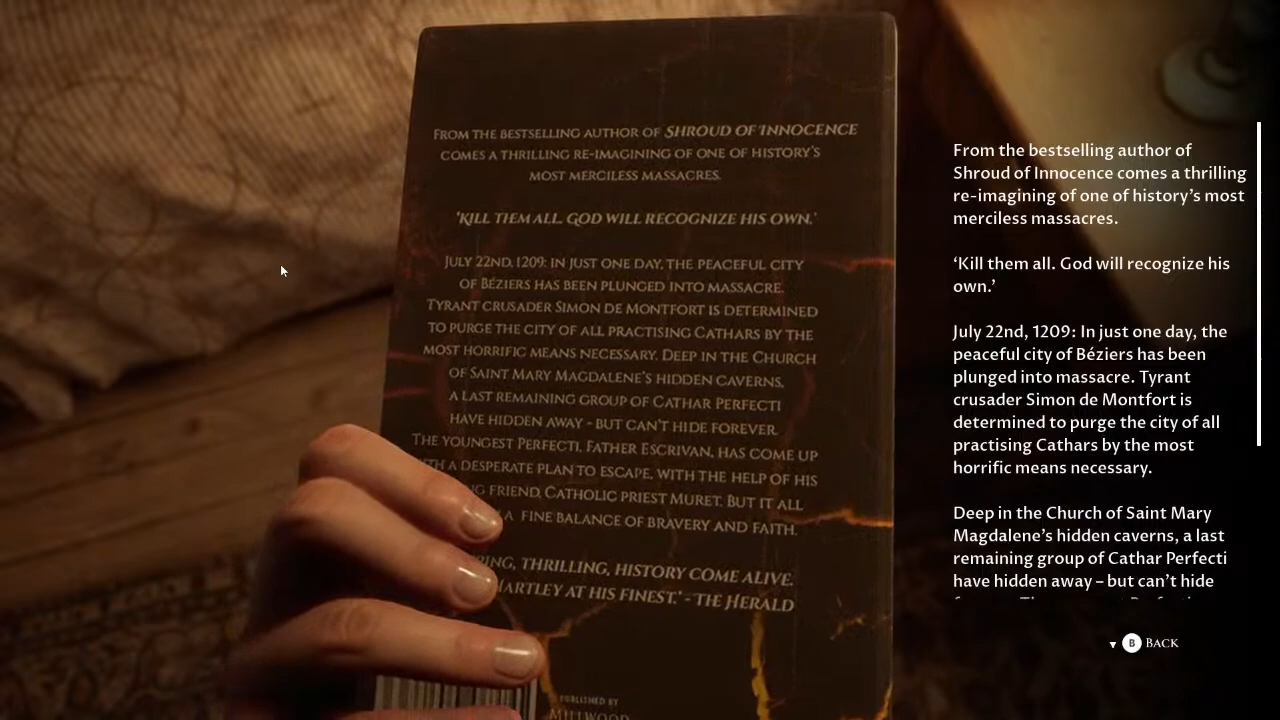 FROM THE BESTSELLING AUTHOR OF SHROUD OF INNOCENCE
COMES A THRILLING RE-IMAGINING OF ONE OF HISTORY'S
MOST MERCILESS MASSACRES.
'KILL THEM ALL. GOD WILL RECOGNIZE HIS OWN.'
JULY 22ND, 1209: IN JUST ONE DAY, THE PEACEFUL CITY
OF BÉZIERS HAS BEEN PLUNGED INTO MASSACRE.
TYRANT CRUSADER SIMON DE MONTFORT IS DETERMINED
TO PURGE THE CITY OF ALL PRACTISING CATHARS BY THE
MOST HORRIFIC MEANS NECESSARY. DEEP IN THE CHURCH
OF SAINT MARY MAGDALENE'S HIDDEN CAVERNS,
A LAST REMAINING GROUP OF CATHAR PERFECTI
HAVE HIDDEN AWAY - BUT CAN'T HIDE FOREVER.
THE YOUNGEST PERFECTI, FATHER ESCRIVAN, HAS COME UP
A DESPERATE PLAN TO ESCAPE, WITH THE HELP OF HIS
FRIEND, CATHOLIC PRIEST MURET. BUT IT ALL
A FINE BALANCE OF BRAVERY AND FAITH.
THRILLING, HISTORY COME ALIVE.
HARTLEY AT HIS FINEST.' - THE HERALD
PUBLISHED BY
MILLWOOD
From the bestselling author of
Shroud of Innocence comes a thrilling
re-imagining of one of history's most
merciless massacres.
‘Kill them all. God will recognize his
own.’
July 22nd, 1209: In just one day, the
peaceful city of Béziers has been
plunged into massacre. Tyrant
crusader Simon de Montfort is
determined to purge the city of all
practising Cathars by the most
horrific means necessary.
Deep in the Church of Saint Mary
Magdalene's hidden caverns, a last
remaining group of Cathar Perfecti
have hidden away – but can't hide
B BACK